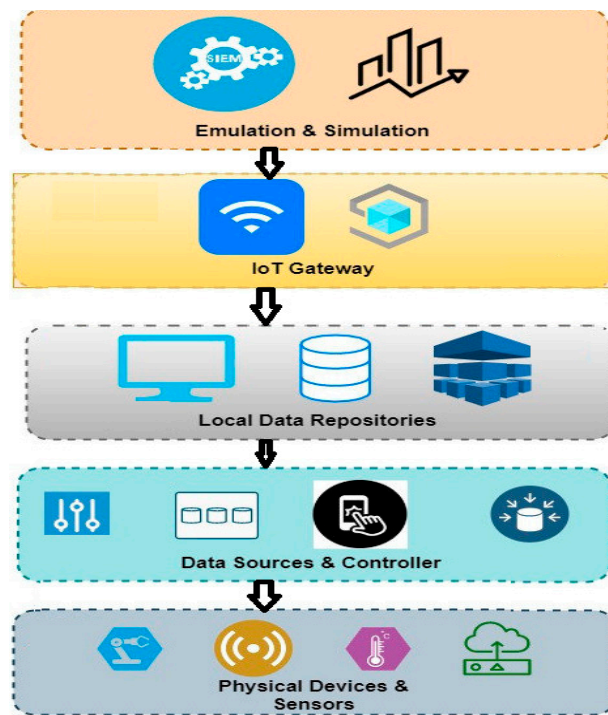 SIEM
Emulation & Simulation
IoT Gateway
Local Data Repositories
Data Sources & Controller
°C
Physical Devices &
Sensors